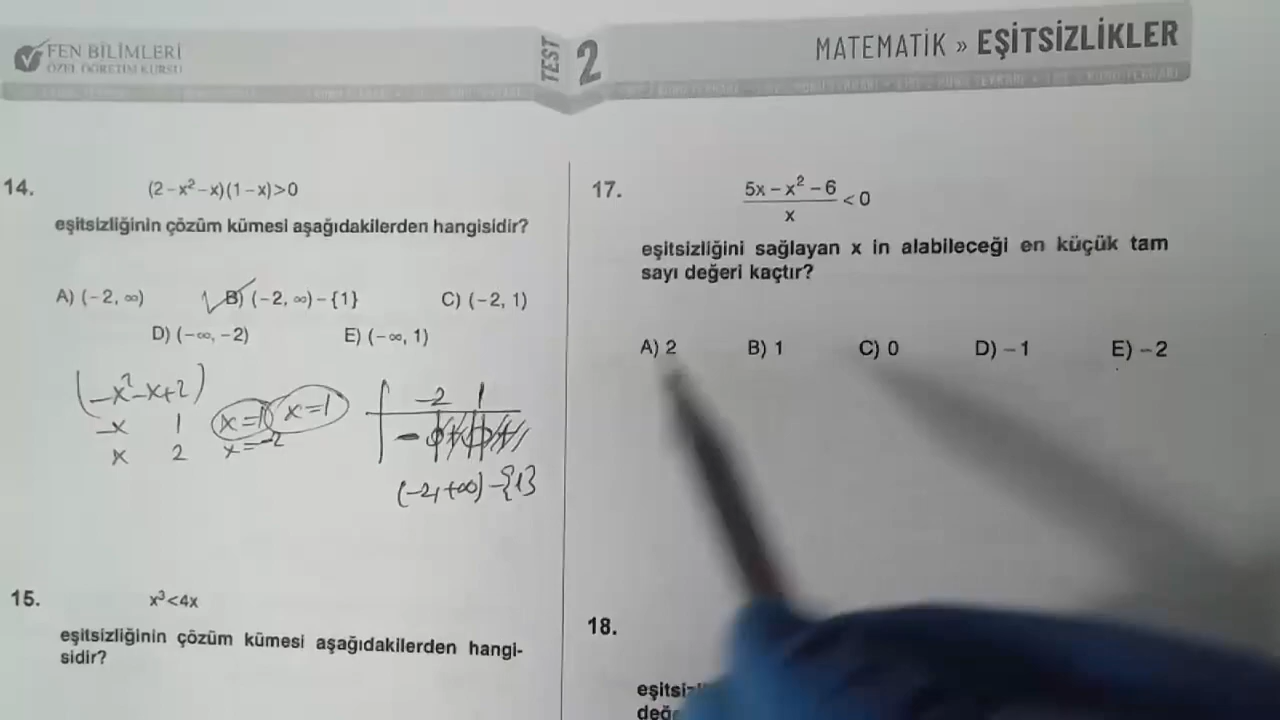 FEN BİLİMLERİ
ÖZEL ÖĞRETİM KURSU
TEST
2
MATEMATİK » EŞİTSİZLİKLER
14.
(2-x²-x)(1-x)>0
eşitsizliğinin çözüm kümesi aşağıdakilerden hangisidir?
A) (-2, ∞) B) (-2, ∞)-{1} C) (-2, 1)
D) (-∞, -2) E) (-∞, 1)
(-x²-x+2)
-x 1
x 2
x=1 x=1
x=-2
-2 1
(-2,+∞)-{1}
15.
x³<4x
eşitsizliğinin çözüm kümesi aşağıdakilerden hangi-
sidir?
17.
5x-x²-6
x
<0
eşitsizliğini sağlayan x in alabileceği en küçük tam
sayı değeri kaçtır?
A) 2 B) 1 C) 0 D) -1 E) -2
18.